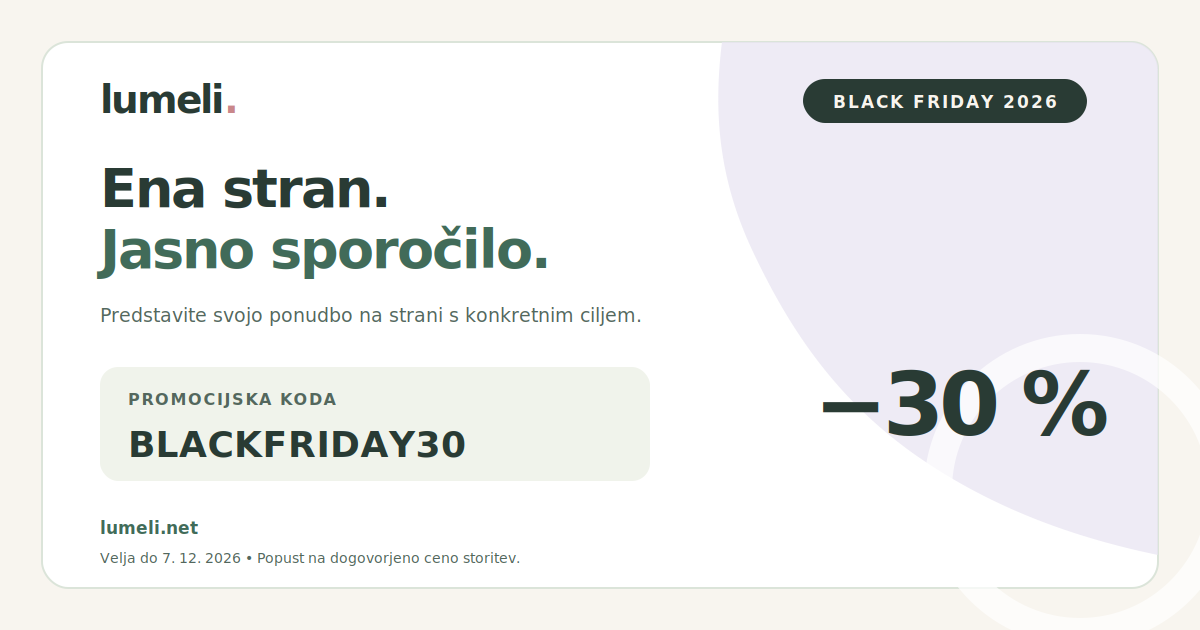 lumeli.
BLACK FRIDAY 2026
Ena stran.
Jasno sporočilo.
Predstavite svojo ponudbo na strani s konkretnim ciljem.
PROMOCIJSKA KODA
BLACKFRIDAY30
−30 %
lumeli.net
Velja do 7. 12. 2026 • Popust na dogovorjeno ceno storitev.